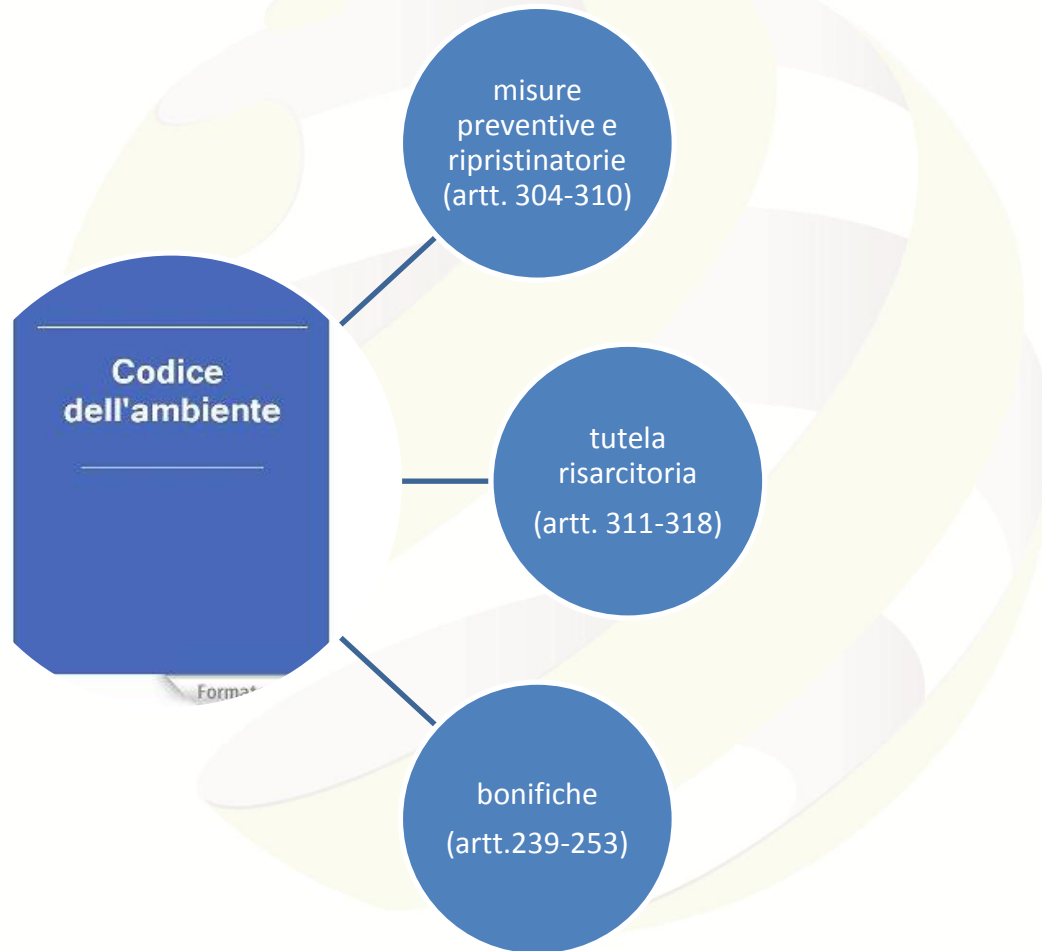 misure
preventive e
ripristinatorie
(artt. 304-310)
Codice
dell'ambiente
tutela
risarcitoria
(artt. 311-318)
bonifiche
(artt.239-253)